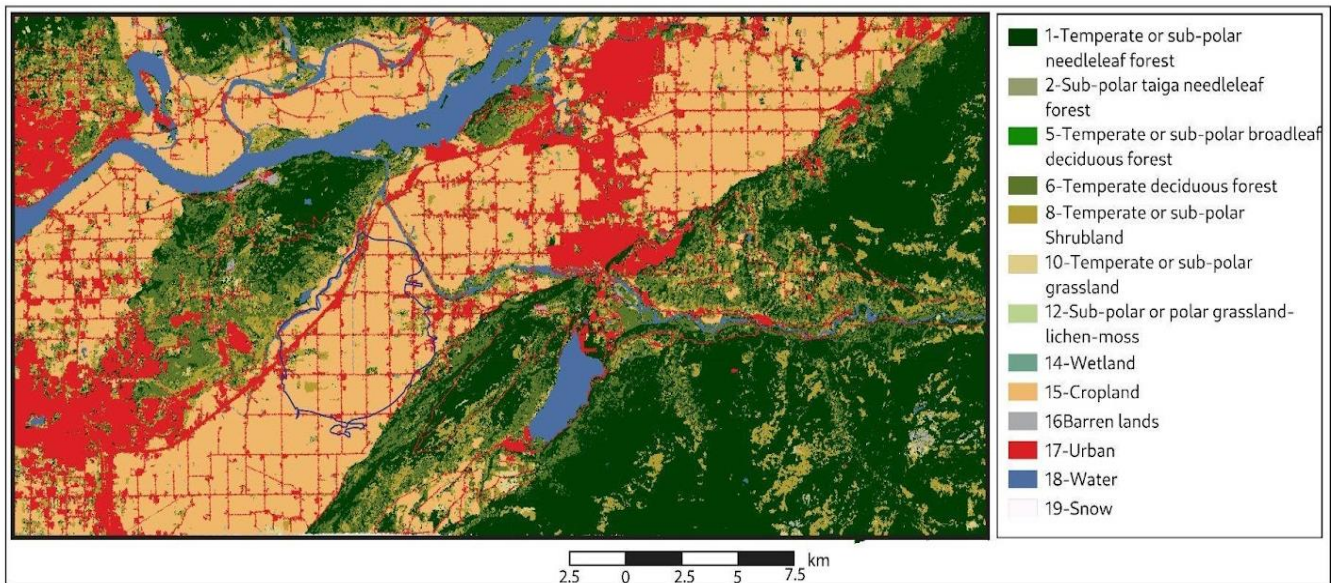 1-Temperate or sub-polar
needleleaf forest
2-Sub-polar taiga needleleaf
forest
5-Temperate or sub-polar broadleaf
deciduous forest
6-Temperate deciduous forest
8-Temperate or sub-polar
Shrubland
10-Temperate or sub-polar
grassland
12-Sub-polar or polar grassland-
lichen-moss
14-Wetland
15-Cropland
16Barren lands
17-Urban
18-Water
19-Snow
km
2.5 0 2.5 5 7.5